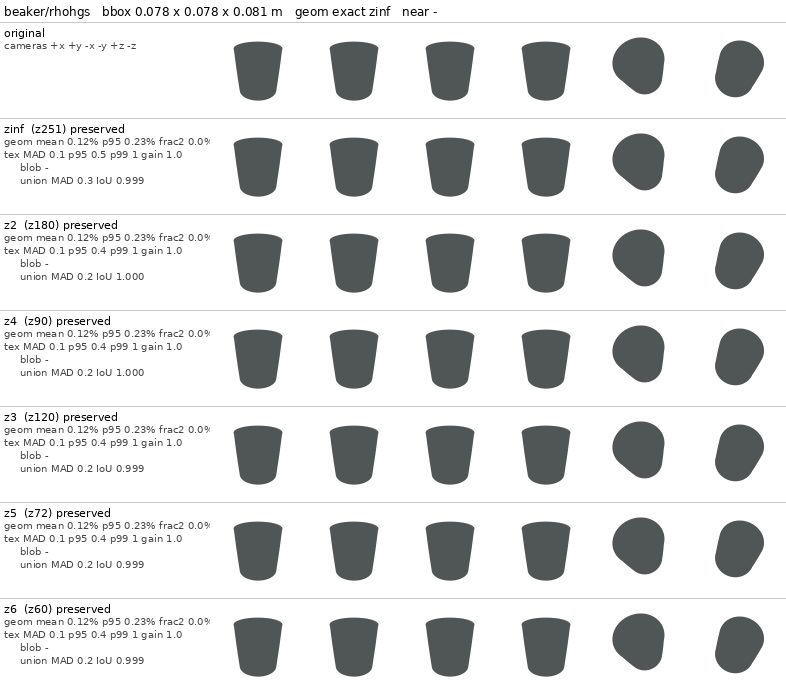 beaker/rhohgs   bbox 0.078 x 0.078 x 0.081 m   geom exact zinf   near -
original
cameras +x +y -x -y +z -z
zinf  (z251) preserved
geom mean 0.12% p95 0.23% frac2 0.0%
tex MAD 0.1 p95 0.5 p99 1 gain 1.0
blob -
union MAD 0.3 IoU 0.999
z2  (z180) preserved
geom mean 0.12% p95 0.23% frac2 0.0%
tex MAD 0.1 p95 0.4 p99 1 gain 1.0
blob -
union MAD 0.2 IoU 1.000
z4  (z90) preserved
geom mean 0.12% p95 0.23% frac2 0.0%
tex MAD 0.1 p95 0.4 p99 1 gain 1.0
blob -
union MAD 0.2 IoU 1.000
z3  (z120) preserved
geom mean 0.12% p95 0.23% frac2 0.0%
tex MAD 0.1 p95 0.4 p99 1 gain 1.0
blob -
union MAD 0.2 IoU 0.999
z5  (z72) preserved
geom mean 0.12% p95 0.23% frac2 0.0%
tex MAD 0.1 p95 0.4 p99 1 gain 1.0
blob -
union MAD 0.2 IoU 0.999
z6  (z60) preserved
geom mean 0.12% p95 0.23% frac2 0.0%
tex MAD 0.1 p95 0.4 p99 1 gain 1.0
blob -
union MAD 0.2 IoU 0.999